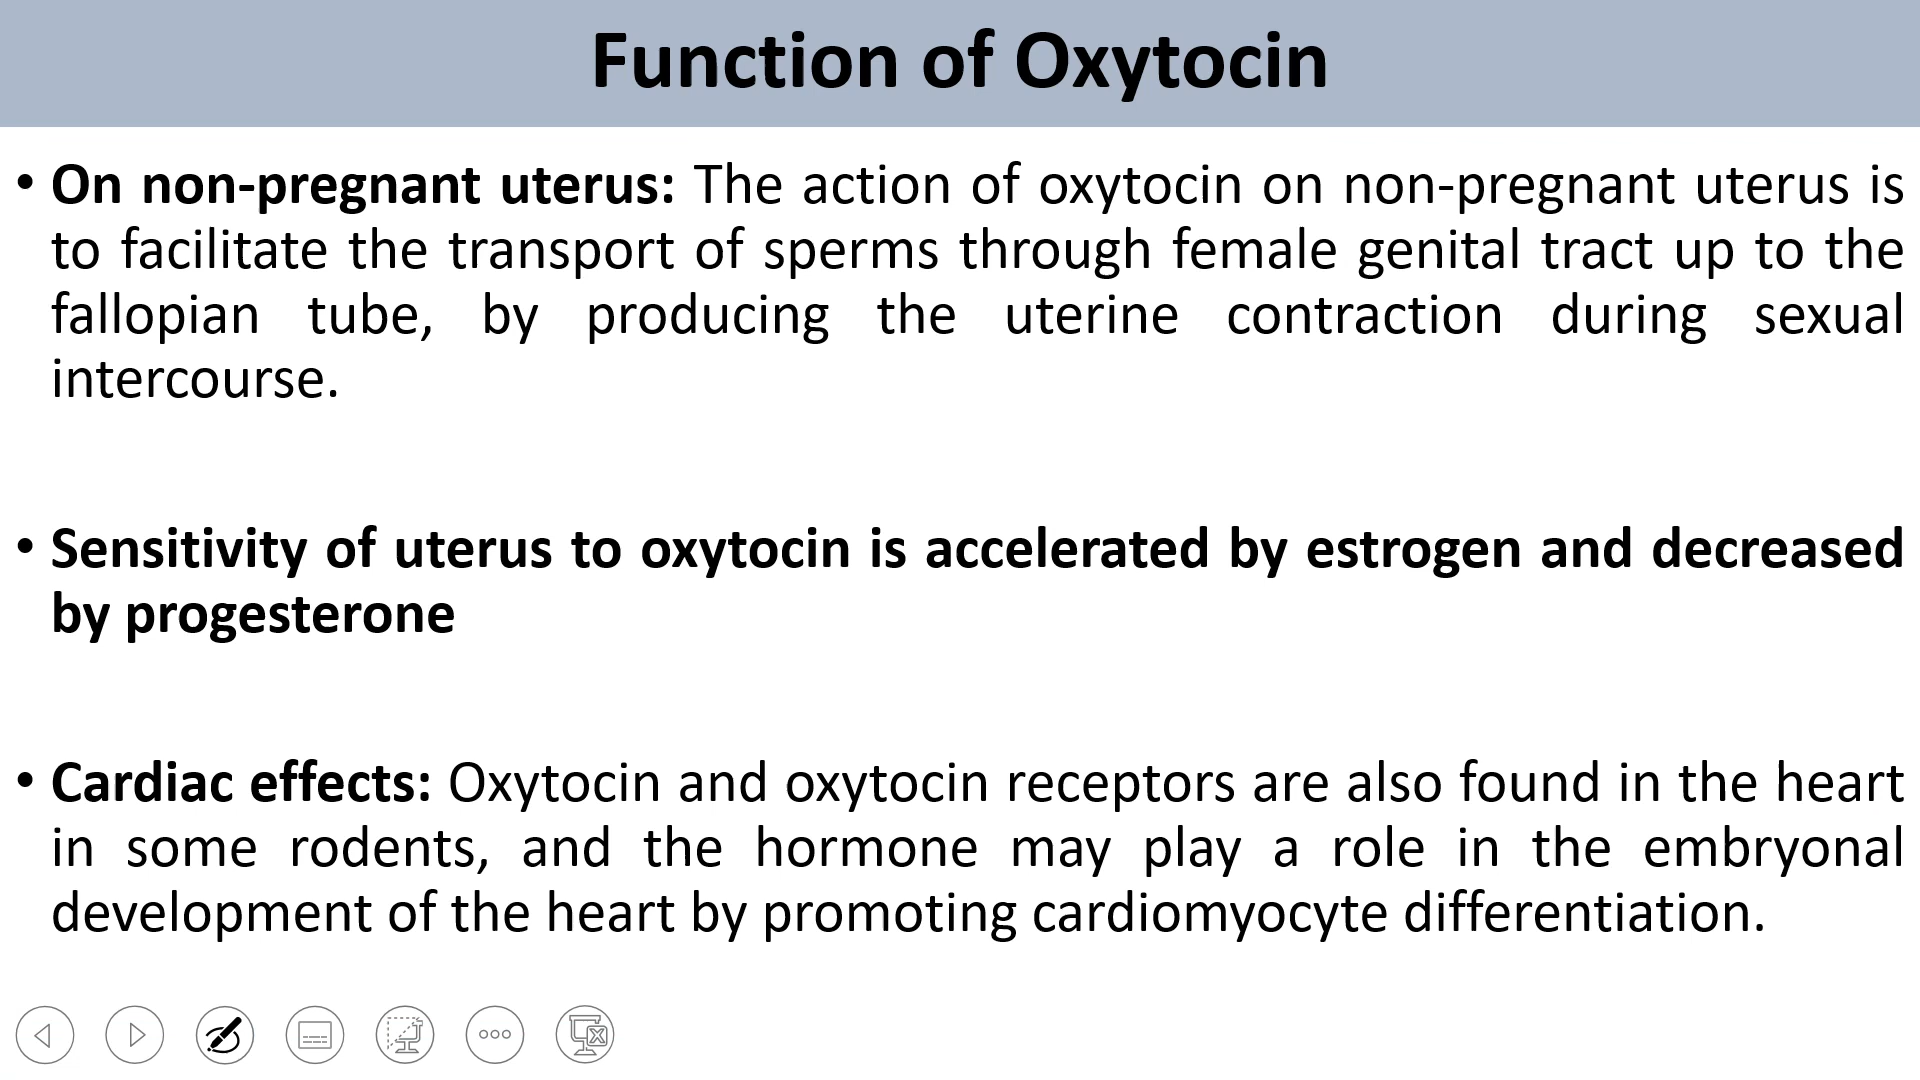 Function of Oxytocin
• On non-pregnant uterus: The action of oxytocin on non-pregnant uterus is
to facilitate the transport of sperms through female genital tract up to the
fallopian tube, by producing the uterine contraction during sexual
intercourse.
• Sensitivity of uterus to oxytocin is accelerated by estrogen and decreased
by progesterone
• Cardiac effects: Oxytocin and oxytocin receptors are also found in the heart
in some rodents, and the hormone may play a role in the embryonal
development of the heart by promoting cardiomyocyte differentiation.